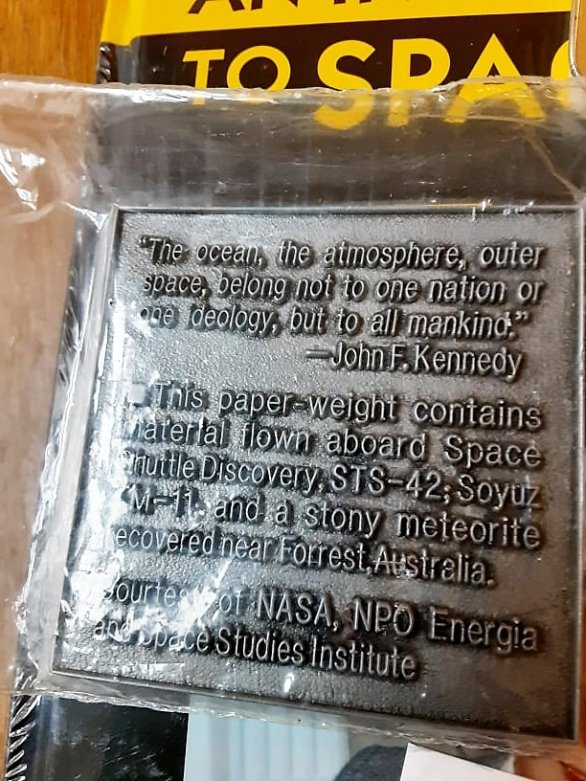 TO SPA
"The ocean, the atmosphere, outer
space, belong not to one nation or
one ideology, but to all mankind."
—John F. Kennedy
This paper-weight contains
material flown aboard Space
Shuttle Discovery, STS-42; Soyuz
TM-11, and a stony meteorite
recovered near Forrest, Australia.
Courtesy of NASA, NPO Energia
and Space Studies Institute